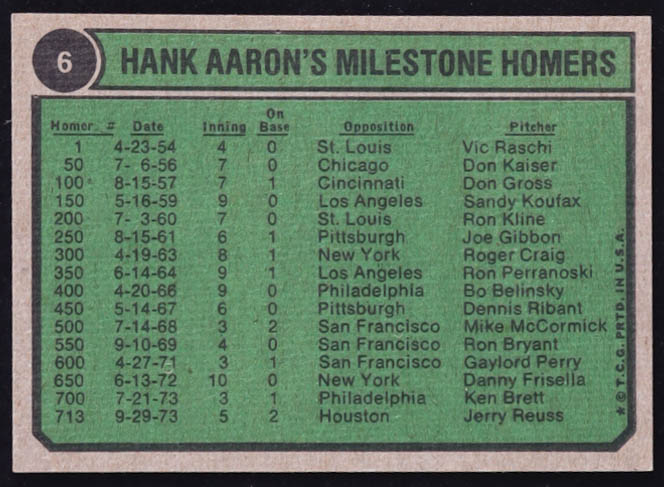 6 HANK AARON'S MILESTONE HOMERS
Homer # Date Inning On Base Opposition Pitcher
1 4-23-54 4 0 St. Louis Vic Raschi
50 7- 6-56 7 0 Chicago Don Kaiser
100 8-15-57 7 1 Cincinnati Don Gross
150 5-16-59 9 0 Los Angeles Sandy Koufax
200 7- 3-60 7 0 St. Louis Ron Kline
250 8-15-61 6 1 Pittsburgh Joe Gibbon
300 4-19-63 8 1 New York Roger Craig
350 6-14-64 9 1 Los Angeles Ron Perranoski
400 4-20-66 9 0 Philadelphia Bo Belinsky
450 5-14-67 6 0 Pittsburgh Dennis Ribant
500 7-14-68 3 2 San Francisco Mike McCormick
550 9-10-69 4 0 San Francisco Ron Bryant
600 4-27-71 3 1 San Francisco Gaylord Perry
650 6-13-72 10 0 New York Danny Frisella
700 7-21-73 3 1 Philadelphia Ken Brett
713 9-29-73 5 2 Houston Jerry Reuss
★ © T.C.G. PRTD. IN U.S.A.